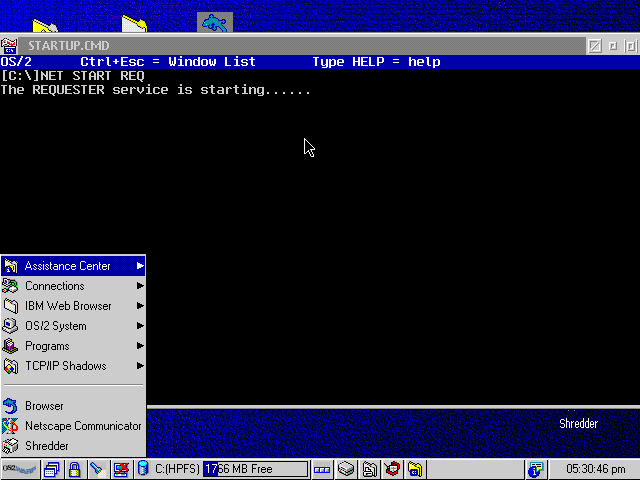 STARTUP.CMD
OS/2 Ctrl+Esc = Window List Type HELP = help
[C:\]NET START REQ
The REQUESTER service is starting......
Assistance Center
Connections
IBM Web Browser
OS/2 System
Programs
TCP/IP Shadows
Browser
Netscape Communicator
Shredder
Shredder
OS2 C:(HPFS) 1766 MB Free 05:30:46 pm